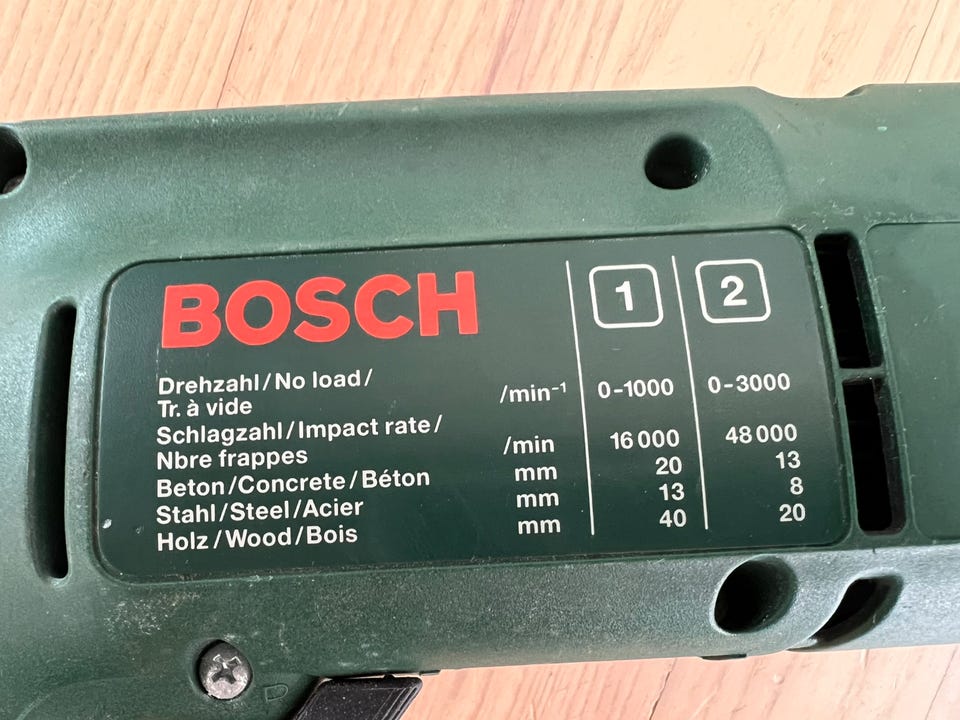 BOSCH
1 2
Drehzahl/No load/
Tr. à vide /min⁻¹ 0-1000 0-3000
Schlagzahl/Impact rate/
Nbre frappes /min 16 000 48 000
Beton/Concrete/Béton mm 20 13
Stahl/Steel/Acier mm 13 8
Holz/Wood/Bois mm 40 20